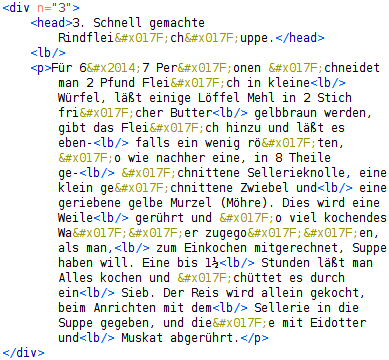 <div n="3">
<head>3. Schnell gemachte
Rindflei&#x017F;ch&#x017F;uppe.</head>
<lb/>
<p>Für 6&#x2014;7 Per&#x017F;onen &#x017F;chneidet
man 2 Pfund Flei&#x017F;ch in kleine<lb/>
Würfel, läßt einige Löffel Mehl in 2 Stich
fri&#x017F;cher Butter<lb/> gelbbraun werden,
gibt das Flei&#x017F;ch hinzu und läßt es
eben-<lb/> falls ein wenig rö&#x017F;ten,
&#x017F;o wie nachher eine, in 8 Theile
ge-<lb/> &#x017F;chnittene Sellerieknolle, eine
klein ge&#x017F;chnittene Zwiebel und<lb/> eine
geriebene gelbe Murzel (Möhre). Dies wird eine
Weile<lb/> gerührt und &#x017F;o viel kochendes
Wa&#x017F;&#x017F;er zugego&#x017F;&#x017F;en,
als man,<lb/> zum Einkochen mitgerechnet, Suppe
haben will. Eine bis 1½<lb/> Stunden läßt man
Alles kochen und &#x017F;chüttet es durch
ein<lb/> Sieb. Der Reis wird allein gekocht,
beim Anrichten mit dem<lb/> Sellerie in die
Suppe gegeben, und die&#x017F;e mit Eidotter
und<lb/> Muskat abgerührt.</p>
</div>